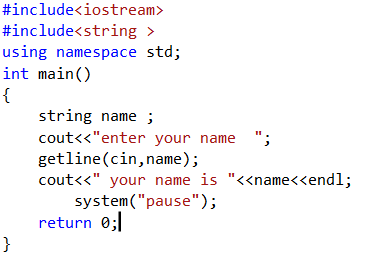 #include<iostream>
#include<string >
using namespace std;
int main()
{
    string name ;
    cout<<"enter your name  ";
    getline(cin,name);
    cout<<" your name is "<<name<<endl;
        system("pause");
    return 0;
}